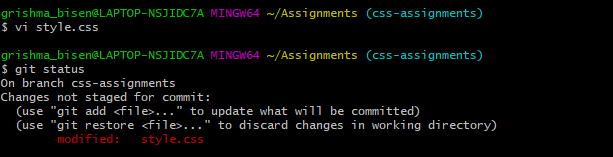 grishma_bisen@LAPTOP-NSJIDC7A MINGW64 ~/Assignments (css-assignments)
$ vi style.css
grishma_bisen@LAPTOP-NSJIDC7A MINGW64 ~/Assignments (css-assignments)
$ git status
On branch css-assignments
Changes not staged for commit:
  (use "git add <file>..." to update what will be committed)
  (use "git restore <file>..." to discard changes in working directory)
        modified:   style.css